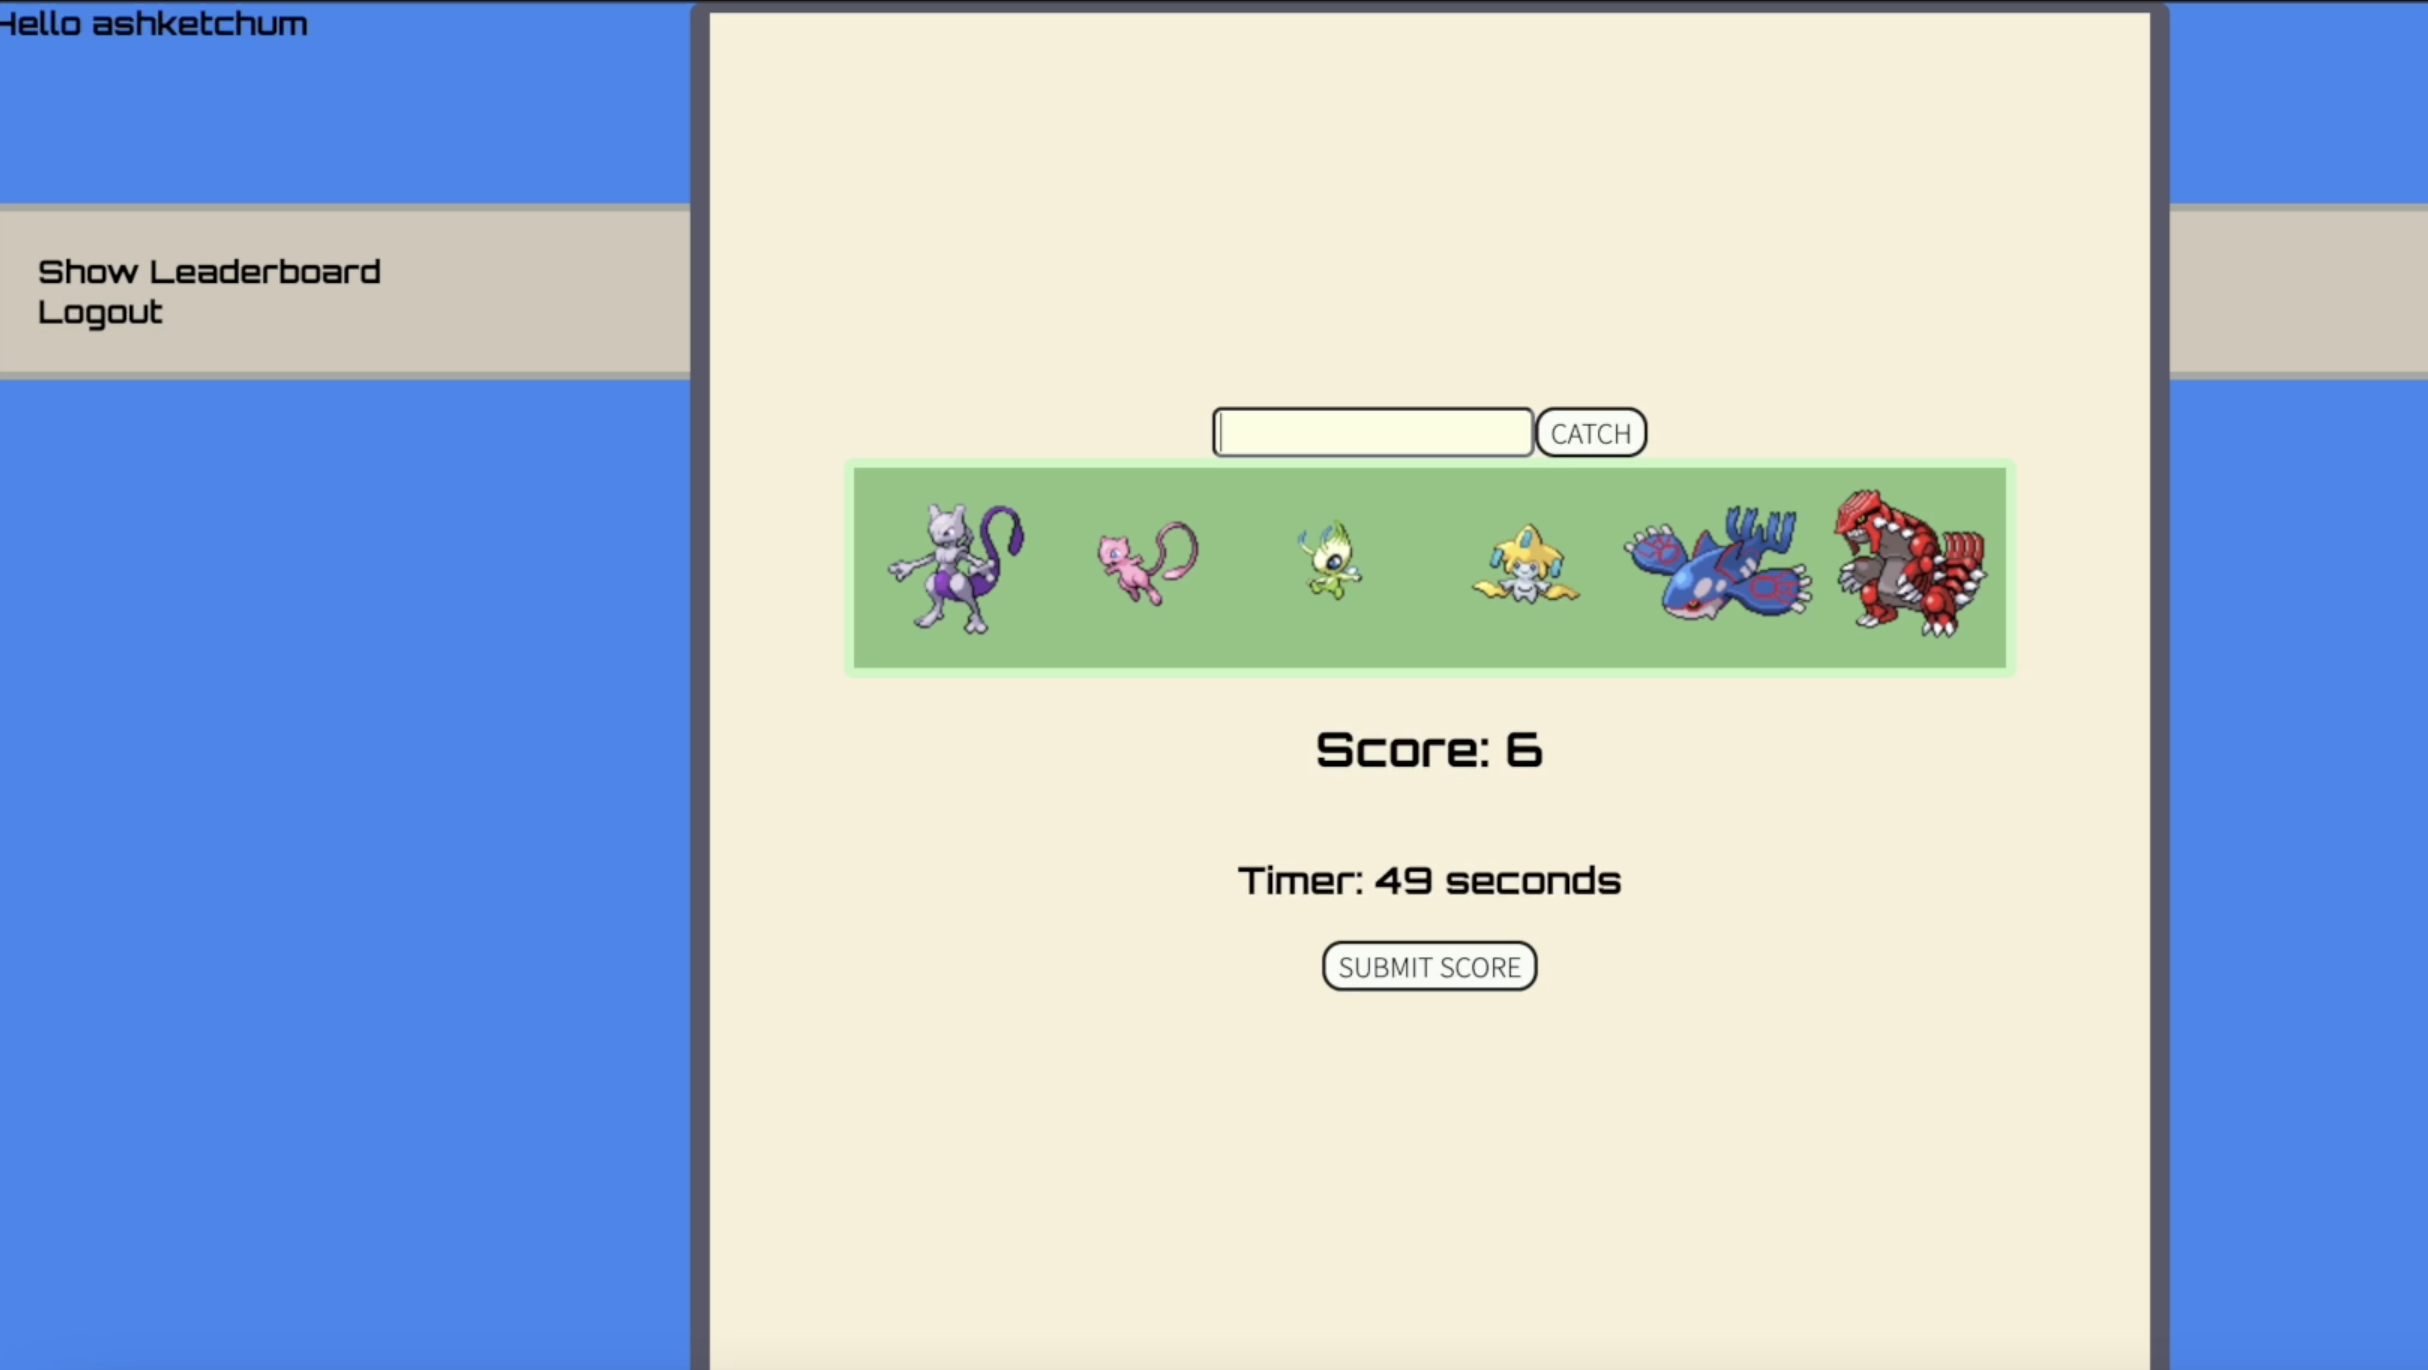 Hello ashketchum
Show Leaderboard
Logout
CATCH
Score: 6
Timer: 49 seconds
SUBMIT SCORE